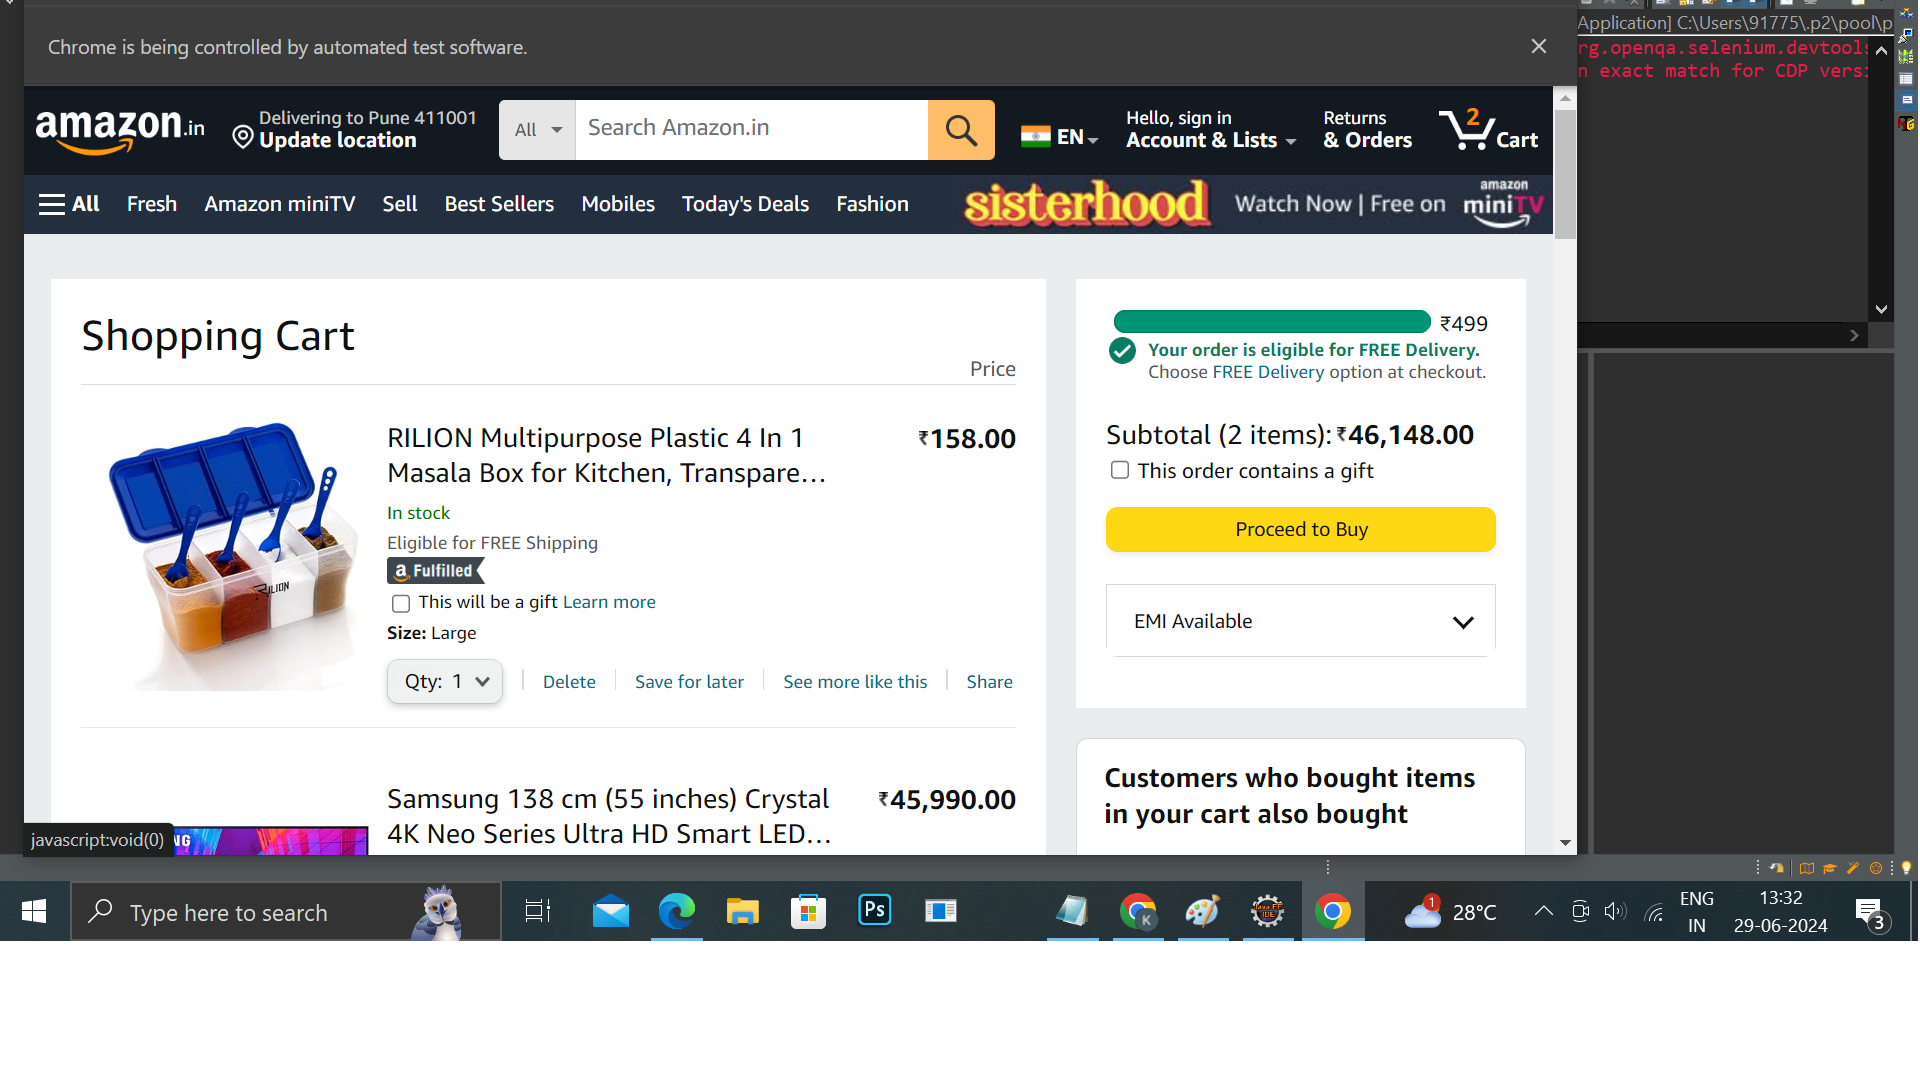 Application] C:\Users\91775\.p2\pool\p
rg.openqa.selenium.devtools
n exact match for CDP versi
Chrome is being controlled by automated test software.
amazon.in
Delivering to Pune 411001
Update location
All
Search Amazon.in
EN
Hello, sign in
Account & Lists
Returns
& Orders
2
Cart
All
Fresh
Amazon miniTV
Sell
Best Sellers
Mobiles
Today's Deals
Fashion
sisterhood
Watch Now | Free on
amazon
miniTV
Shopping Cart
Price
RILION Multipurpose Plastic 4 In 1
Masala Box for Kitchen, Transpare...
₹158.00
In stock
Eligible for FREE Shipping
a Fulfilled
This will be a gift Learn more
Size: Large
Qty: 1
Delete
Save for later
See more like this
Share
RILION
Samsung 138 cm (55 inches) Crystal
4K Neo Series Ultra HD Smart LED...
₹45,990.00
NG
javascript:void(0)
₹499
Your order is eligible for FREE Delivery.
Choose FREE Delivery option at checkout.
Subtotal (2 items): ₹46,148.00
This order contains a gift
Proceed to Buy
EMI Available
Customers who bought items
in your cart also bought
Type here to search
Ps
K
Java EE
IDE
1
28°C
ENG
IN
13:32
29-06-2024
3